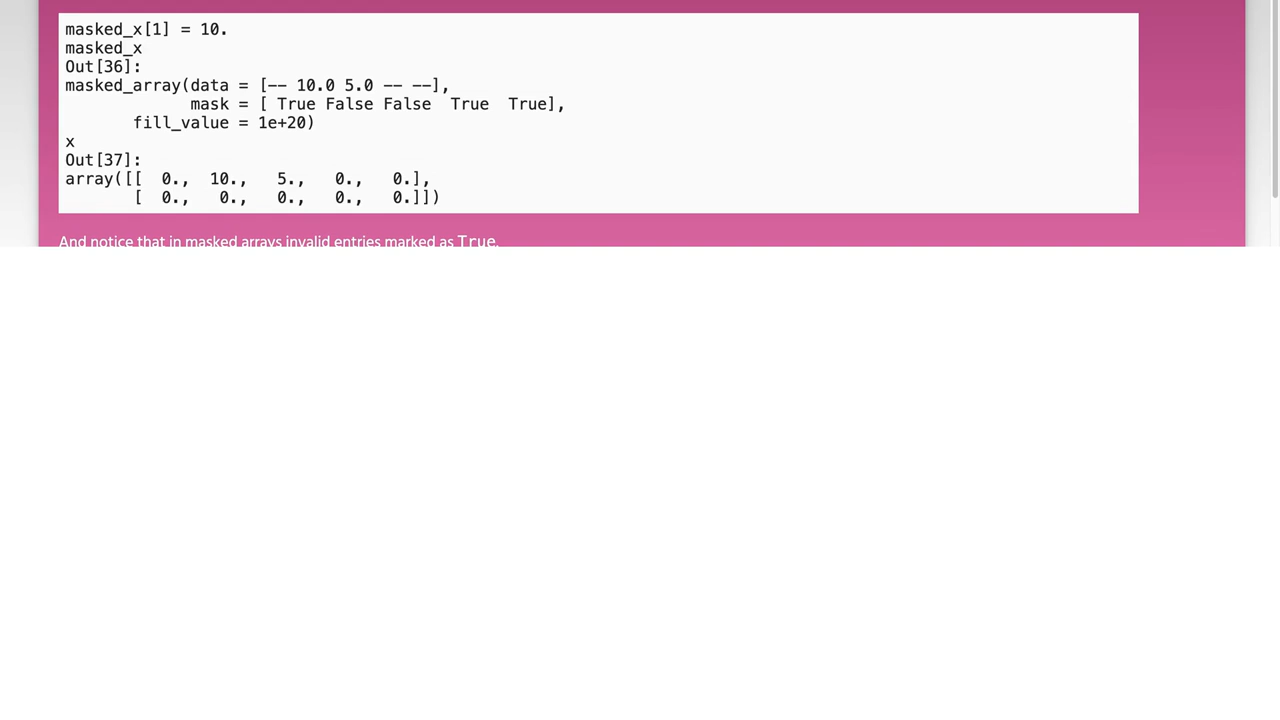 masked_x[1] = 10.
masked_x
Out[36]:
masked_array(data = [-- 10.0 5.0 -- --],
             mask = [ True False False  True  True],
       fill_value = 1e+20)
x
Out[37]:
array([[  0.,  10.,   5.,   0.,   0.],
       [  0.,   0.,   0.,   0.,   0.]])
And notice that in masked arrays invalid entries marked as True.